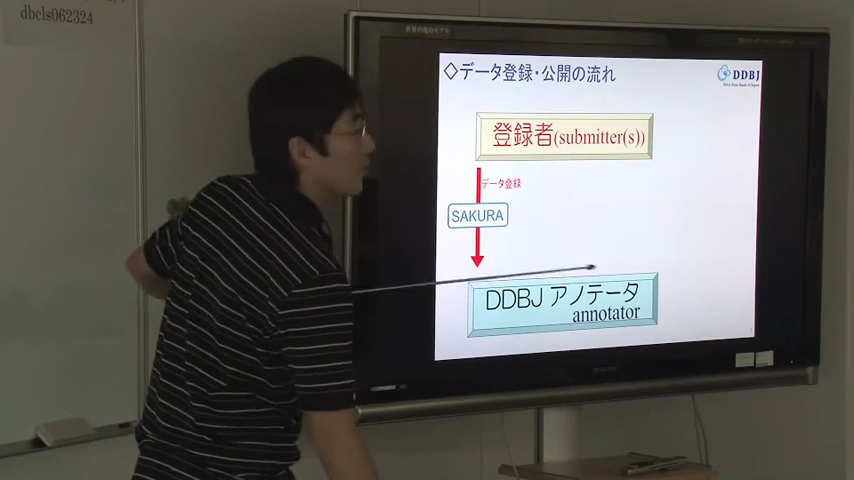 dbcls062324
◇データ登録・公開の流れ
DDBJ
登録者(submitter(s))
データ登録
SAKURA
DDBJ アノテータ
annotator